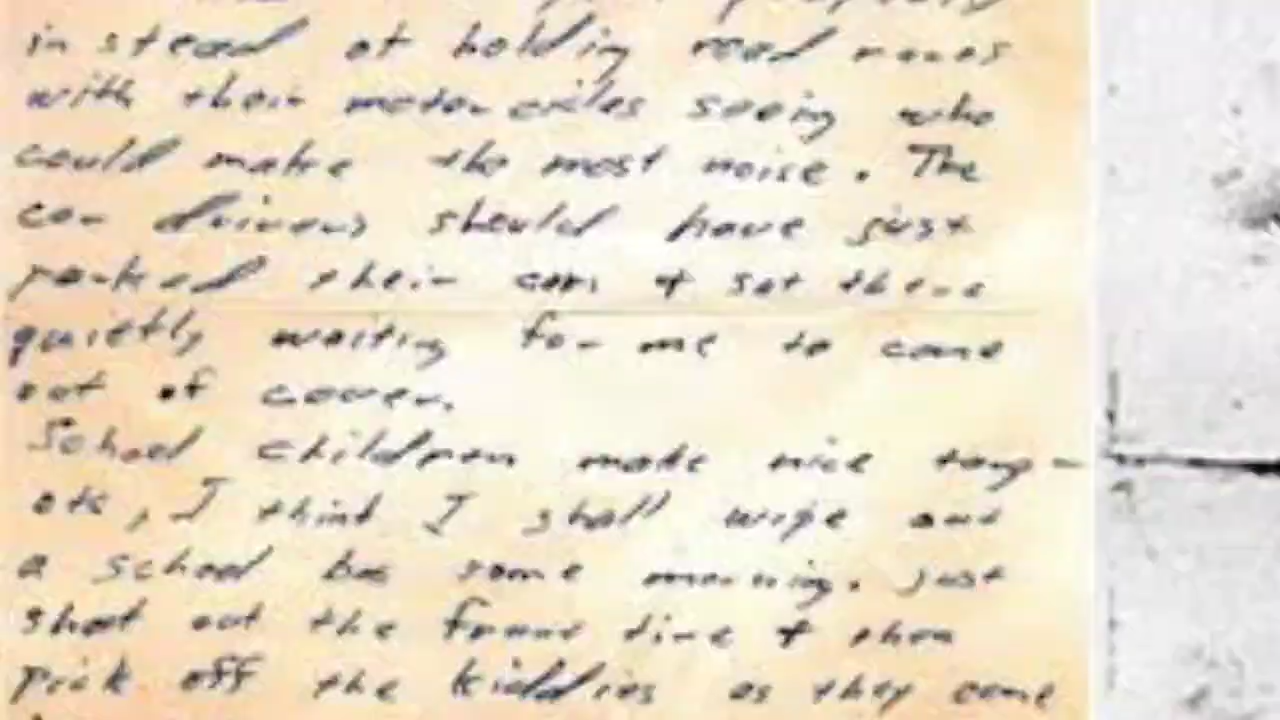 in stead of holding road races
with their motorcicles seeing who
could make the most noise. The
car drivers should have just
parked their cars & sat there
quietly waiting for me to come
out of cover.
School children make nice targ-
ets, I think I shall wipe out
a school bus some morning. Just
shoot out the front tire & then
pick off the kiddies as they come